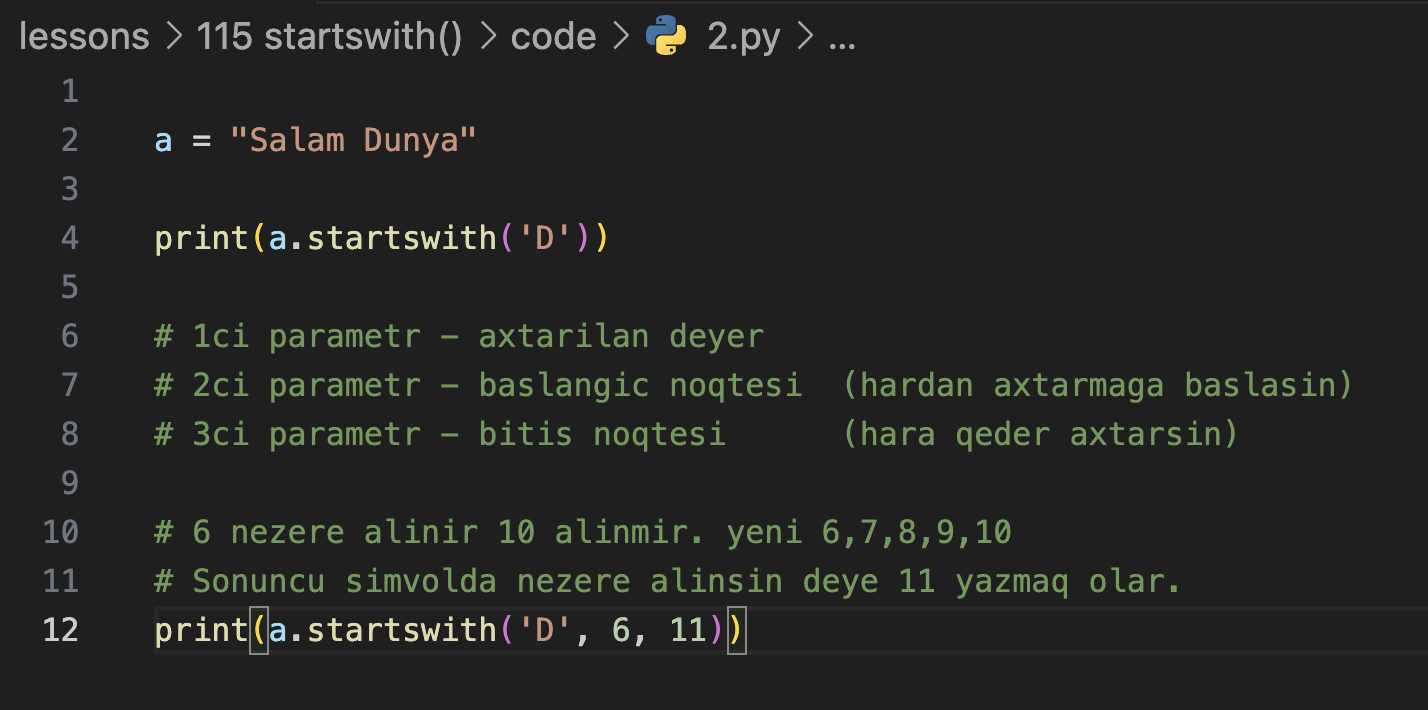 lessons > 115 startswith() > code > 2.py > ...
1
2 a = "Salam Dunya"
3
4 print(a.startswith('D'))
5
6 # 1ci parametr – axtarilan deyer
7 # 2ci parametr – baslangic noqtesi  (hardan axtarmaga baslasin)
8 # 3ci parametr – bitis noqtesi      (hara qeder axtarsin)
9
10 # 6 nezere alinir 10 alinmir. yeni 6,7,8,9,10
11 # Sonuncu simvolda nezere alinsin deye 11 yazmaq olar.
12 print(a.startswith('D', 6, 11))